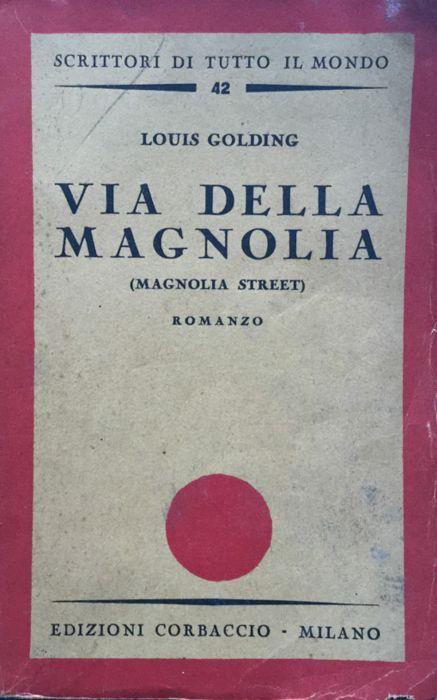 SCRITTORI DI TUTTO IL MONDO
42
LOUIS GOLDING
VIA DELLA
MAGNOLIA
(MAGNOLIA STREET)
ROMANZO
EDIZIONI CORBACCIO - MILANO